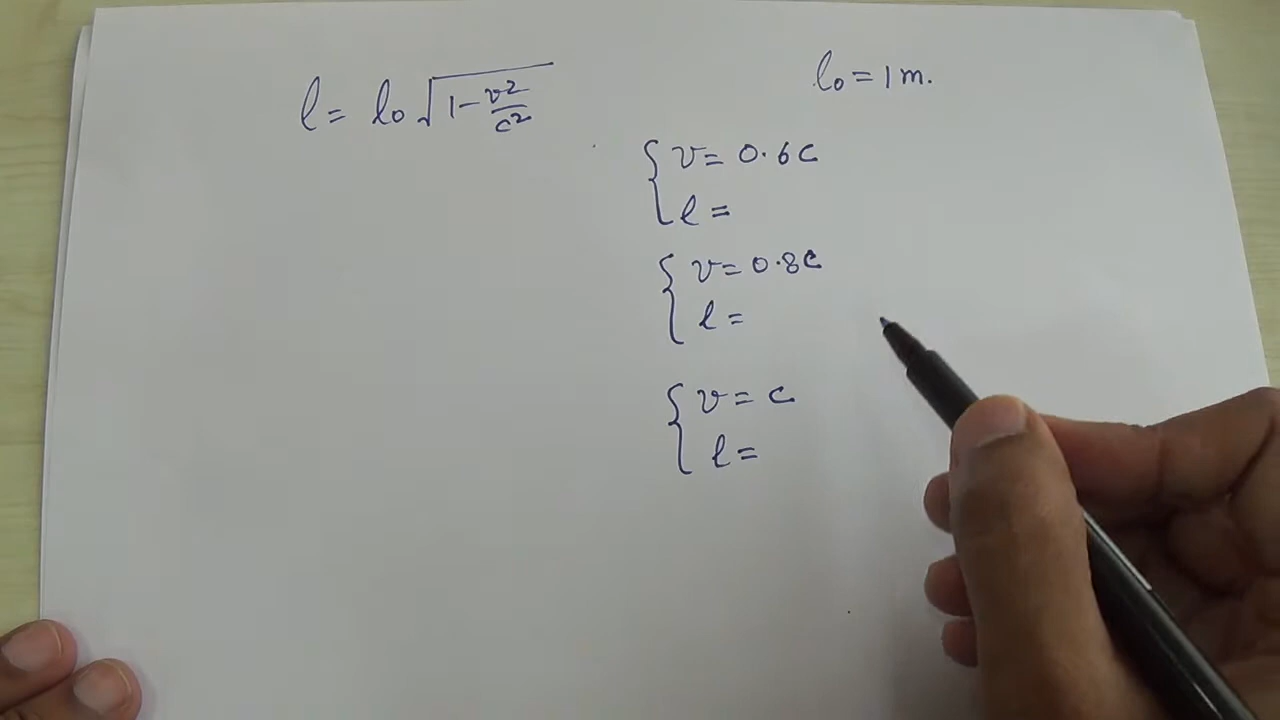 l = l₀ √(1 - v²/c²)
l₀ = 1 m.
v = 0.6c
l =
v = 0.8c
l =
v = c
l =